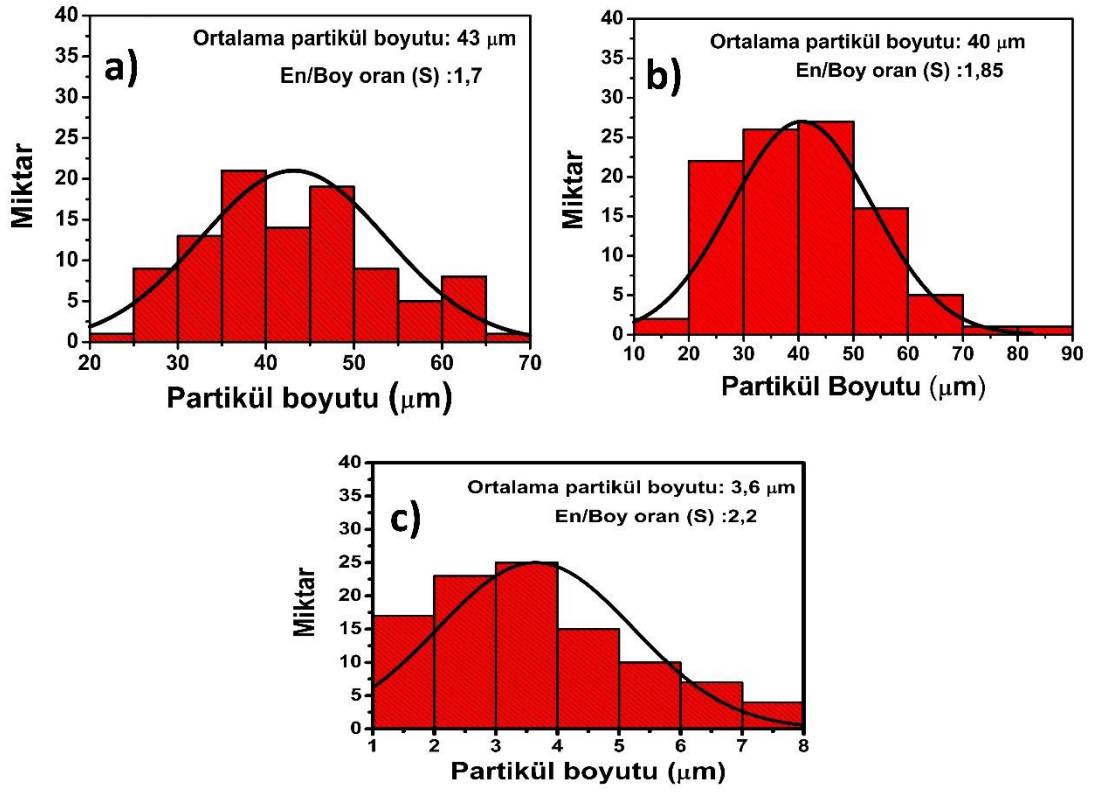 a)
Ortalama partikül boyutu: 43 μm
En/Boy oran (S) :1,7
Miktar
40
35
30
25
20
15
10
5
0
20 30 40 50 60 70
Partikül boyutu (μm)
b)
Ortalama partikül boyutu: 40 μm
En/Boy oran (S) :1,85
Miktar
40
35
30
25
20
15
10
5
0
10 20 30 40 50 60 70 80 90
Partikül Boyutu (μm)
c)
Ortalama partikül boyutu: 3,6 μm
En/Boy oran (S) :2,2
Miktar
40
35
30
25
20
15
10
5
0
1 2 3 4 5 6 7 8
Partikül boyutu (μm)